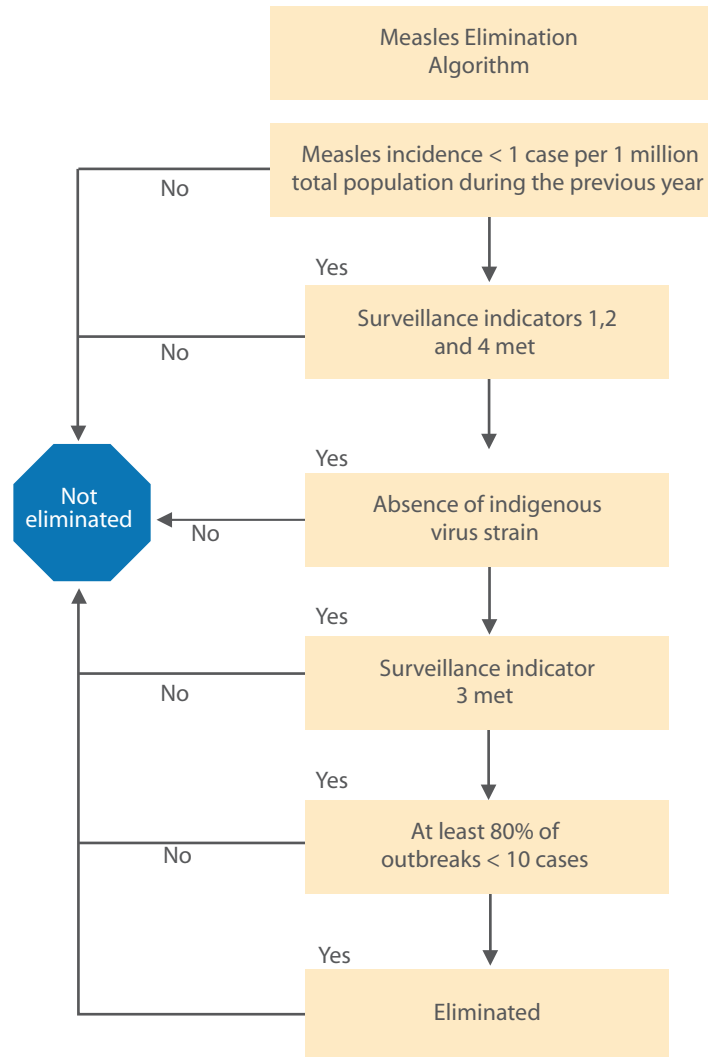 Measles Elimination
Algorithm
Measles incidence < 1 case per 1 million
total population during the previous year
No
Yes
Surveillance indicators 1,2
and 4 met
No
Yes
Not
eliminated
Absence of indigenous
virus strain
No
Yes
Surveillance indicator
3 met
No
Yes
At least 80% of
outbreaks < 10 cases
No
Yes
Eliminated